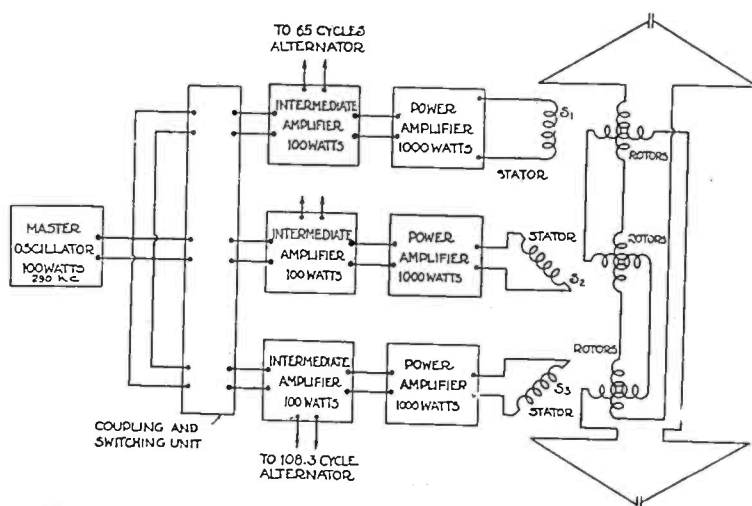 TO 65 CYCLES
ALTERNATOR
INTERMEDIATE
AMPLIFIER
100 WATTS
POWER
AMPLIFIER
1000 WATTS
S1
STATOR
ROTORS
MASTER
OSCILLATOR
100 WATTS
290 K.C
INTERMEDIATE
AMPLIFIER
100 WATTS
POWER
AMPLIFIER
1000 WATTS
STATOR
S2
ROTORS
INTERMEDIATE
AMPLIFIER
100 WATTS
POWER
AMPLIFIER
1000 WATTS
ROTORS
S3
STATOR
COUPLING AND
SWITCHING UNIT
TO 108.3 CYCLE
ALTERNATOR